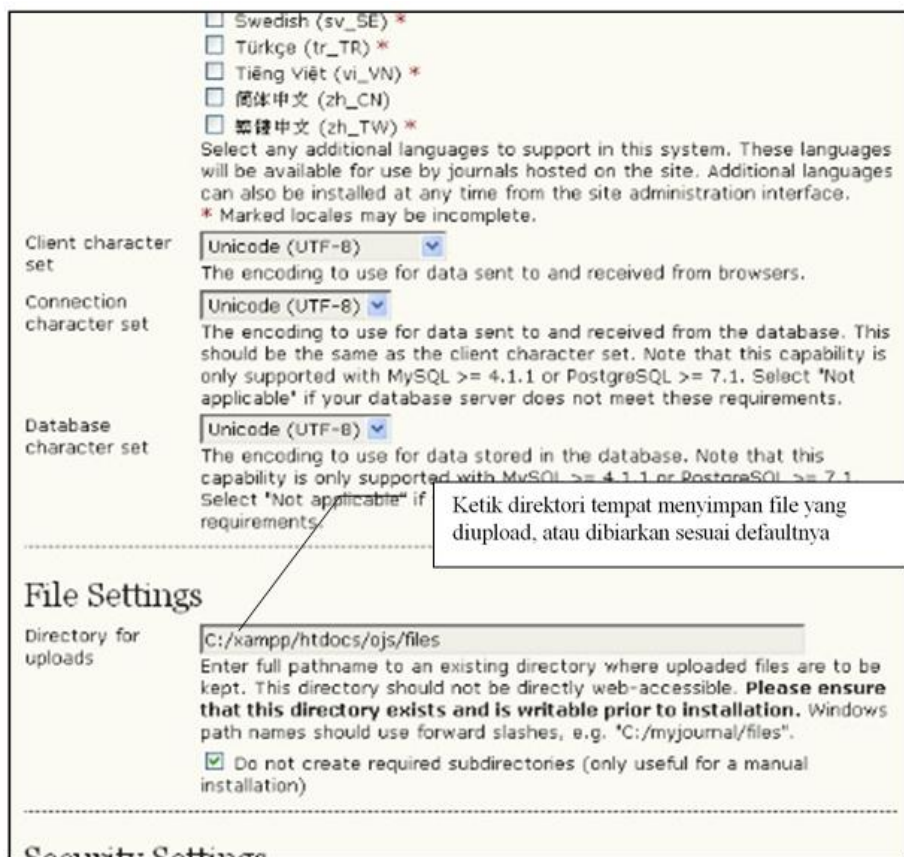 Swedish (sv_SE) *
Türkçe (tr_TR) *
Tiếng Việt (vi_VN) *
简体中文 (zh_CN)
繁體中文 (zh_TW) *
Select any additional languages to support in this system. These languages
will be available for use by journals hosted on the site. Additional languages
can also be installed at any time from the site administration interface.
* Marked locales may be incomplete.
Client character
set
Unicode (UTF-8)
The encoding to use for data sent to and received from browsers.
Connection
character set
Unicode (UTF-8)
The encoding to use for data sent to and received from the database. This
should be the same as the client character set. Note that this capability is
only supported with MySQL >= 4.1.1 or PostgreSQL >= 7.1. Select "Not
applicable" if your database server does not meet these requirements.
Database
character set
Unicode (UTF-8)
The encoding to use for data stored in the database. Note that this
capability is only supported with MySQL >= 4.1.1 or PostgreSQL >= 7.1.
Select "Not applicable" if
requirements.
Ketik direktori tempat menyimpan file yang
diupload, atau dibiarkan sesuai defaultnya
File Settings
Directory for
uploads
C:/xampp/htdocs/ojs/files
Enter full pathname to an existing directory where uploaded files are to be
kept. This directory should not be directly web-accessible. Please ensure
that this directory exists and is writable prior to installation. Windows
path names should use forward slashes, e.g. "C:/myjournal/files".
Do not create required subdirectories (only useful for a manual
installation)
Security Settings